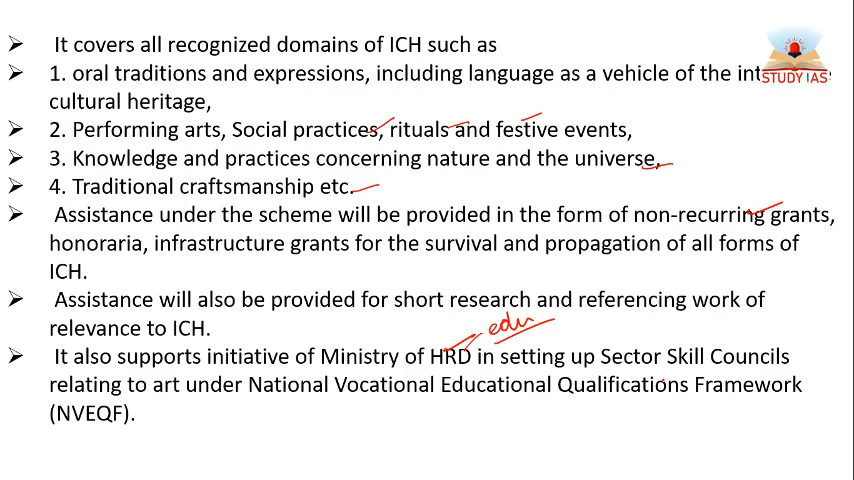 ➢ It covers all recognized domains of ICH such as
➢ 1. oral traditions and expressions, including language as a vehicle of the
STUDY IAS
cultural heritage,
➢ 2. Performing arts, Social practices, rituals and festive events,
➢ 3. Knowledge and practices concerning nature and the universe,
➢ 4. Traditional craftsmanship etc.
➢ Assistance under the scheme will be provided in the form of non-recurring grants,
honoraria, infrastructure grants for the survival and propagation of all forms of
ICH.
➢ Assistance will also be provided for short research and referencing work of
relevance to ICH.
edu
➢ It also supports initiative of Ministry of HRD in setting up Sector Skill Councils
relating to art under National Vocational Educational Qualifications Framework
(NVEQF).